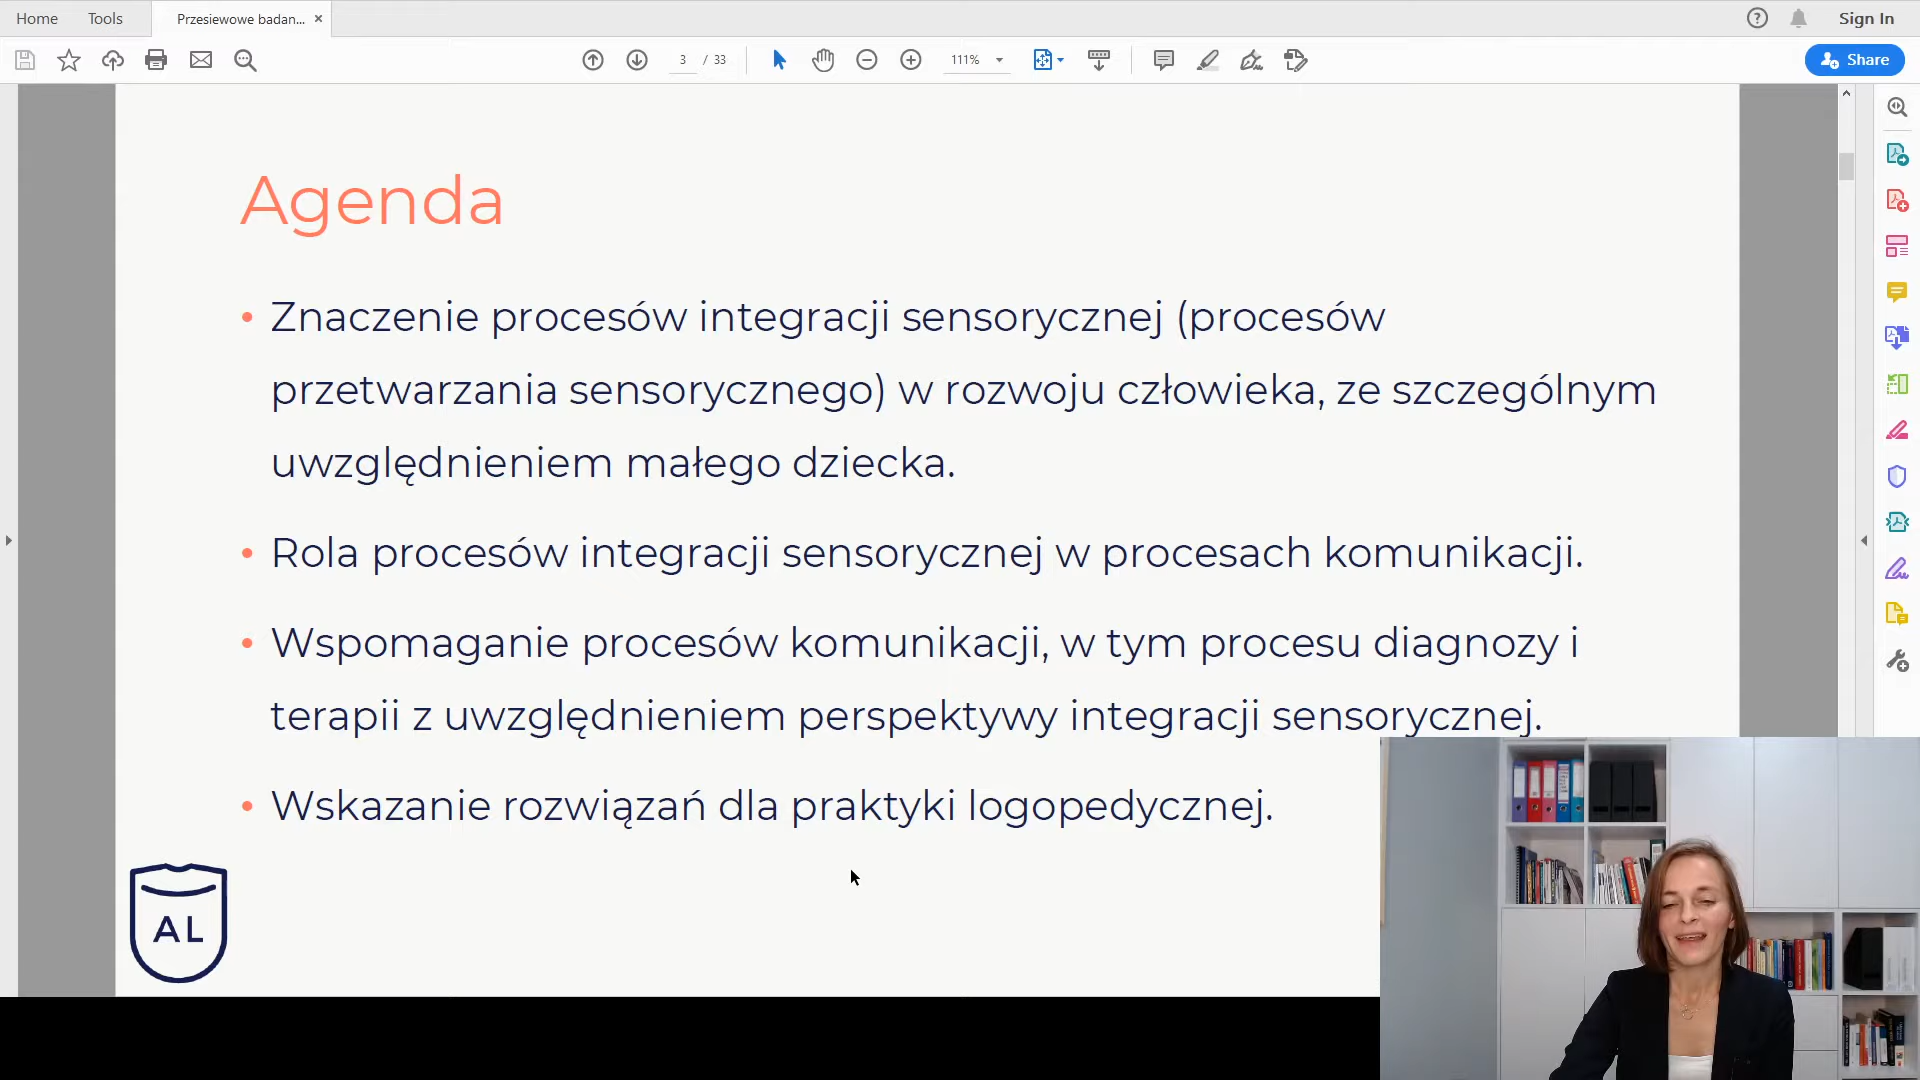 Home Tools Przesiewowe badan... × ? Sign In
3 / 33 111% Share
Agenda
• Znaczenie procesów integracji sensorycznej (procesów
przetwarzania sensorycznego) w rozwoju człowieka, ze szczególnym
uwzględnieniem małego dziecka.
• Rola procesów integracji sensorycznej w procesach komunikacji.
• Wspomaganie procesów komunikacji, w tym procesu diagnozy i
terapii z uwzględnieniem perspektywy integracji sensorycznej.
• Wskazanie rozwiązań dla praktyki logopedycznej.
AL